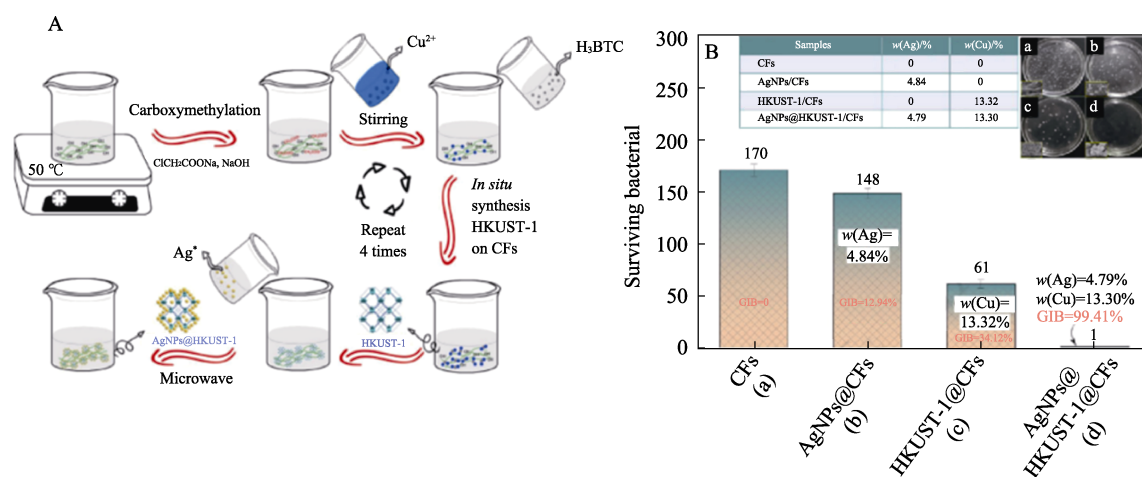 A
Cu²⁺
H₃BTC
Carboxymethylation
Stirring
50 ℃
ClCH₂COONa, NaOH
In situ
synthesis
HKUST-1
on CFs
Repeat
4 times
Ag⁺
AgNPs@HKUST-1
HKUST-1
Microwave
B
Surviving bacterial
300
250
200
150
100
50
0
Samples w(Ag)/% w(Cu)/%
CFs 0 0
AgNPs/CFs 4.84 0
HKUST-1/CFs 0 13.32
AgNPs@HKUST-1/CFs 4.79 13.30
a
b
c
d
170
148
61
1
w(Ag)=
4.84%
w(Cu)=
13.32%
w(Ag)=4.79%
w(Cu)=13.30%
GIB=99.41%
GIB=0
GIB=12.94%
CFs
(a)
AgNPs@CFs
(b)
HKUST-1@CFs
(c)
AgNPs@
HKUST-1@CFs
(d)